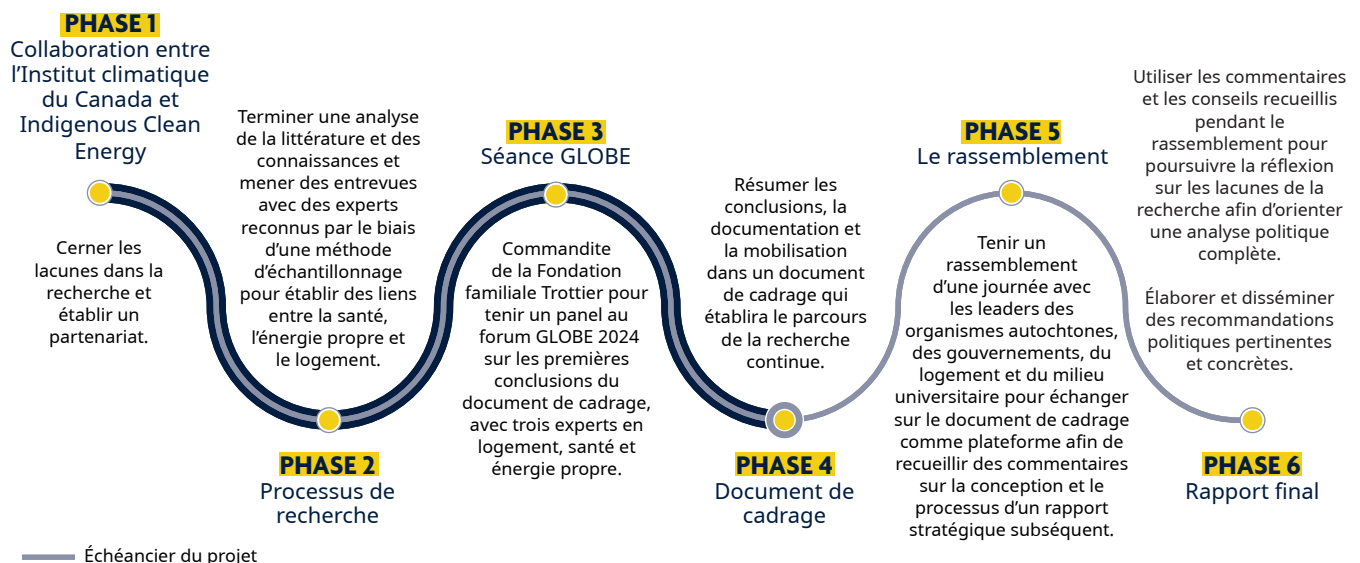 PHASE 1
Collaboration entre
l’Institut climatique
du Canada et
Indigenous Clean
Energy
Cerner les
lacunes dans la
recherche et
établir un
partenariat.
Terminer une analyse
de la littérature et des
connaissances et
mener des entrevues
avec des experts
reconnus par le biais
d’une méthode
d’échantillonnage
pour établir des liens
entre la santé,
l’énergie propre et
le logement.
PHASE 2
Processus de
recherche
PHASE 3
Séance GLOBE
Commandite
de la Fondation
familiale Trottier pour
tenir un panel au
forum GLOBE 2024
sur les premières
conclusions du
document de cadrage,
avec trois experts en
logement, santé et
énergie propre.
Résumer les
conclusions, la
documentation et
la mobilisation
dans un document
de cadrage qui
établira le parcours
de la recherche
continue.
PHASE 4
Document de
cadrage
PHASE 5
Le rassemblement
Tenir un
rassemblement
d’une journée avec
les leaders des
organismes autochtones,
des gouvernements, du
logement et du milieu
universitaire pour échanger
sur le document de cadrage
comme plateforme afin de
recueillir des commentaires
sur la conception et le
processus d’un rapport
stratégique subséquent.
Utiliser les commentaires
et les conseils recueillis
pendant le
rassemblement pour
poursuivre la réflexion
sur les lacunes de la
recherche afin d’orienter
une analyse politique
complète.
Élaborer et disséminer
des recommandations
politiques pertinentes
et concrètes.
PHASE 6
Rapport final
Échéancier du projet